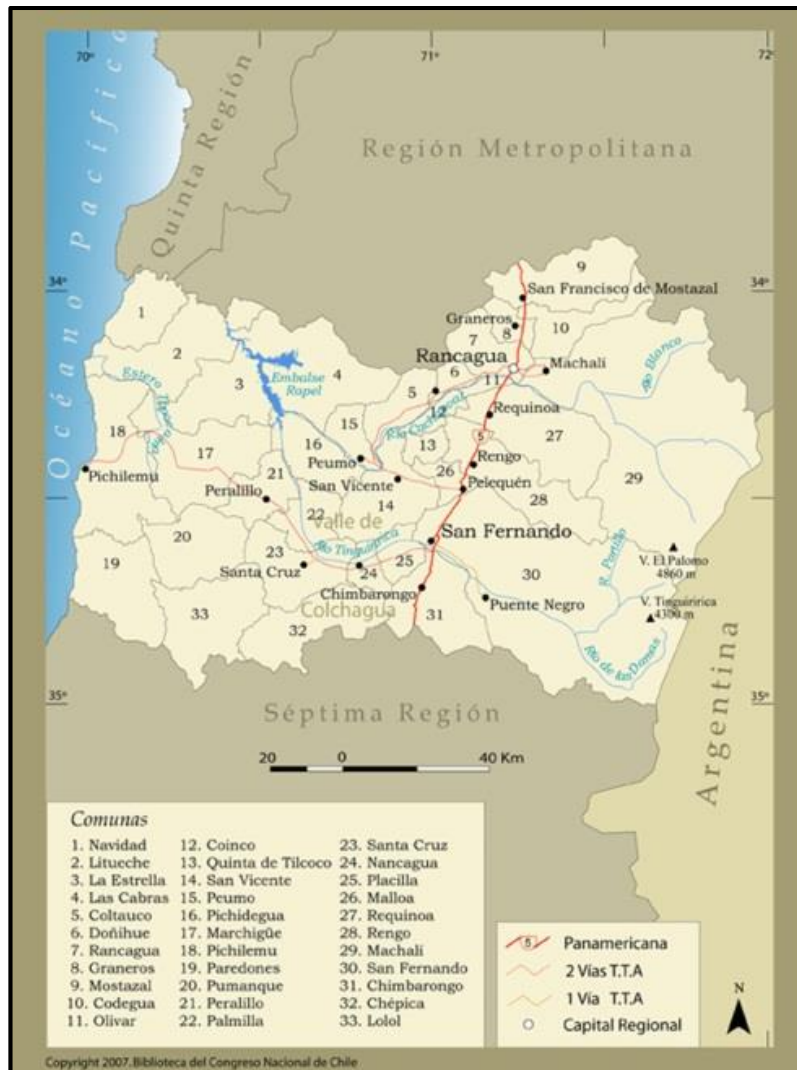 70°
71°
72°
Océano Pacífico
Quinta Región
Región Metropolitana
34°
34°
9
San Francisco de Mostazal
1
Graneros
8
10
7
2
Rancagua
Machalí
6
3
4
Río Blanco
Estero
Embalse
Rapel
5
11
12
Requinoa
Río Cachapoal
18
15
5
27
17
16
13
Peumo
26
Rengo
29
Pichilemu
21
San Vicente
Pelequén
Peralillo
14
28
22
Valle de
San Fernando
20
Río Tinguiririca
R. Portillo
V. El Palomo
4860 m
23
25
19
Santa Cruz
24
30
Chimbarongo
Puente Negro
V. Tinguiririca
4300 m
33
Colchagua
31
32
Río de las Damas
35°
35°
Séptima Región
Argentina
20
0
40 Km
Comunas
1. Navidad
2. Litueche
3. La Estrella
4. Las Cabras
5. Coltauco
6. Doñihue
7. Rancagua
8. Graneros
9. Mostazal
10. Codegua
11. Olivar
12. Coinco
13. Quinta de Tilcoco
14. San Vicente
15. Peumo
16. Pichidegua
17. Marchigüe
18. Pichilemu
19. Paredones
20. Pumanque
21. Peralillo
22. Palmilla
23. Santa Cruz
24. Nancagua
25. Placilla
26. Malloa
27. Requinoa
28. Rengo
29. Machalí
30. San Fernando
31. Chimbarongo
32. Chépica
33. Lolol
5 Panamericana
2 Vías T.T.A
1 Vía T.T.A
Capital Regional
N
Copyright 2007. Biblioteca del Congreso Nacional de Chile